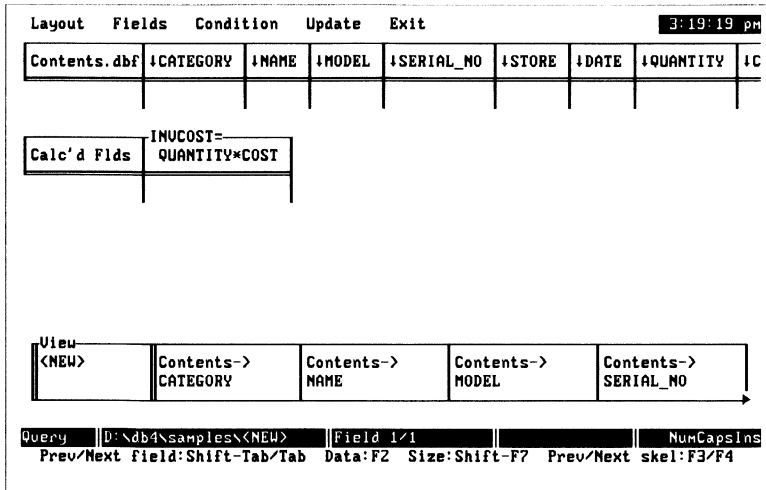 Layout Fields Condition Update Exit 3:19:19 pm
Contents.dbf ↓CATEGORY ↓NAME ↓MODEL ↓SERIAL_NO ↓STORE ↓DATE ↓QUANTITY ↓C
INVCOST=
Calc'd Flds QUANTITY*COST
View
<NEW> Contents-> Contents-> Contents-> Contents->
CATEGORY NAME MODEL SERIAL_NO
Query D:\db4\samples\<NEW> Field 1/1 NumCapsIns
Prev/Next field:Shift-Tab/Tab Data:F2 Size:Shift-F7 Prev/Next skel:F3/F4